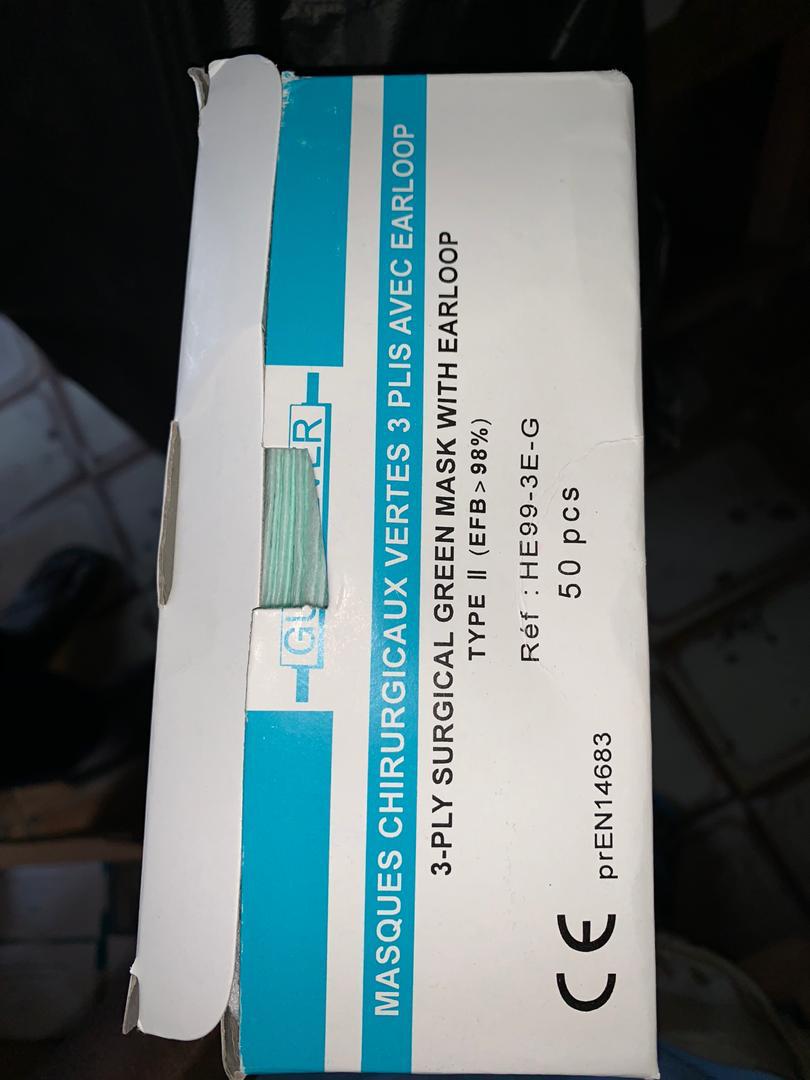 MASQUES CHIRURGICAUX VERTES 3 PLIS AVEC EARLOOP
3-PLY SURGICAL GREEN MASK WITH EARLOOP
TYPE II (EFB > 98%)
Réf : HE99-3E-G
50 pcs
CE prEN14683